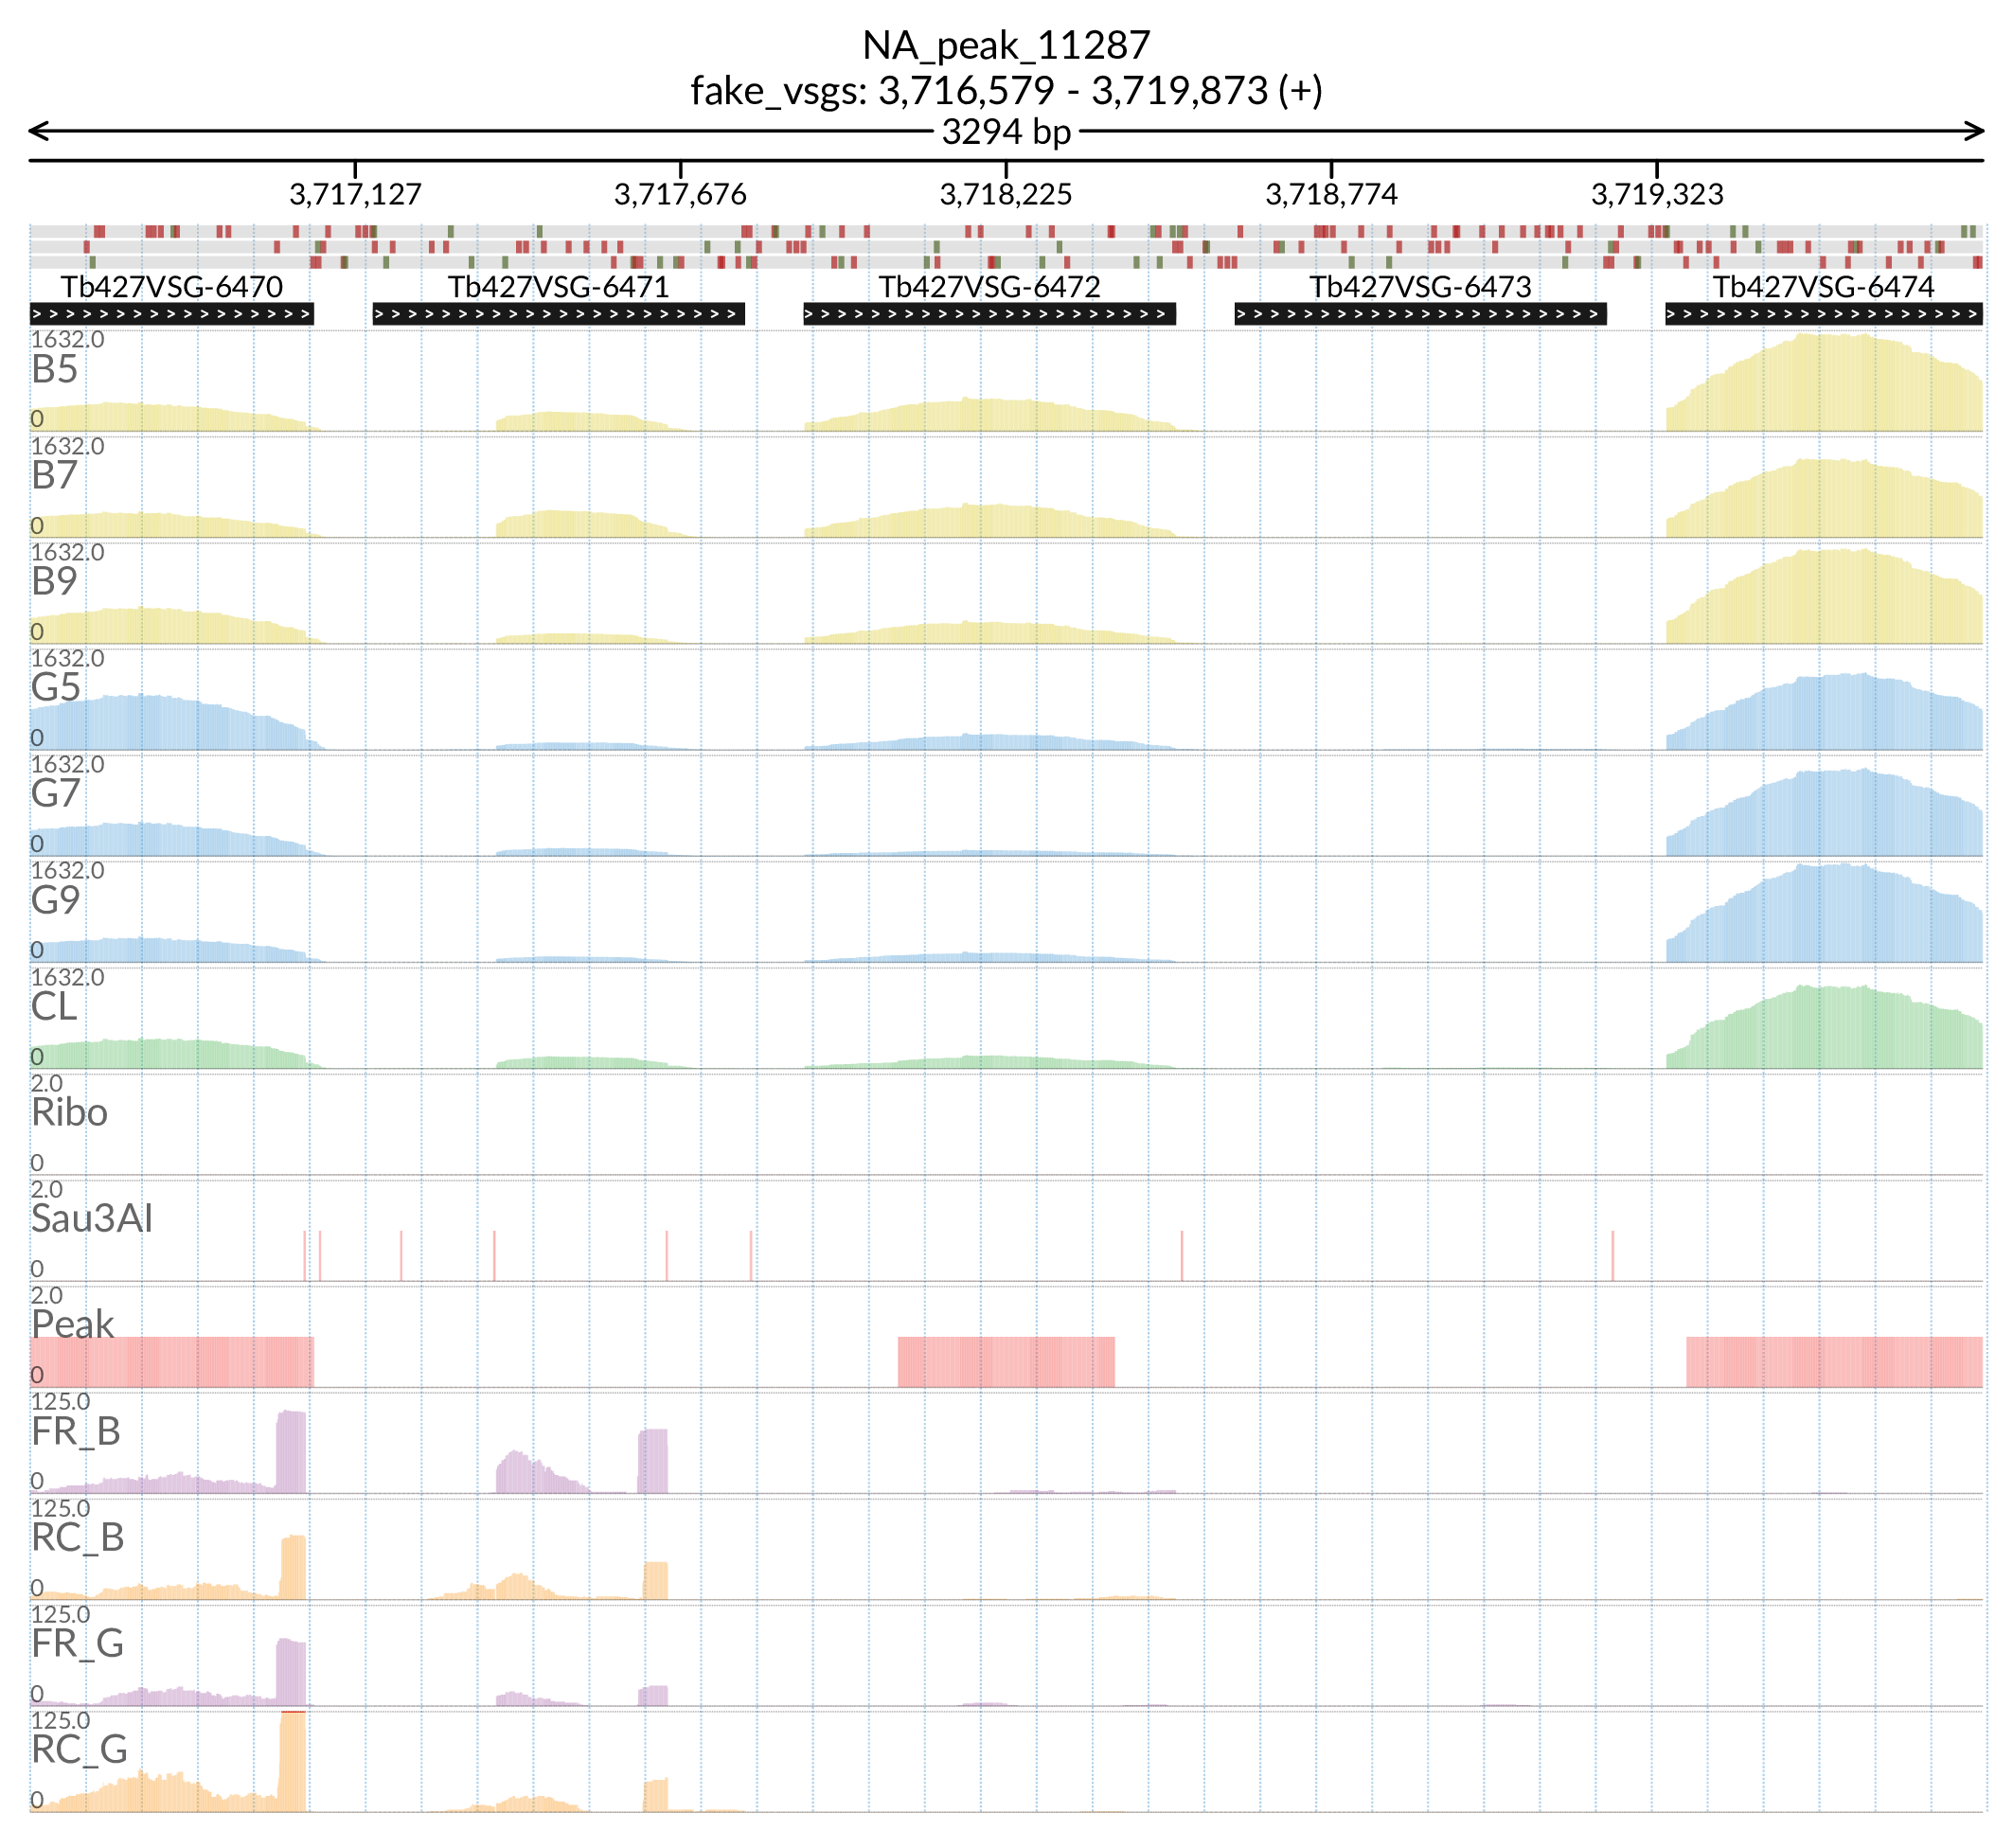 NA_peak_11287
fake_vsgs: 3,716,579 - 3,719,873 (+)
3294 bp
3,717,127 3,717,676 3,718,225 3,718,774 3,719,323
Tb427VSG-6470 Tb427VSG-6471 Tb427VSG-6472 Tb427VSG-6473 Tb427VSG-6474
1632.0
B5
0
1632.0
B7
0
1632.0
B9
0
1632.0
G5
0
1632.0
G7
0
1632.0
G9
0
1632.0
CL
0
2.0
Ribo
0
2.0
Sau3AI
0
2.0
Peak
0
125.0
FR_B
0
125.0
RC_B
0
125.0
FR_G
0
125.0
RC_G
0